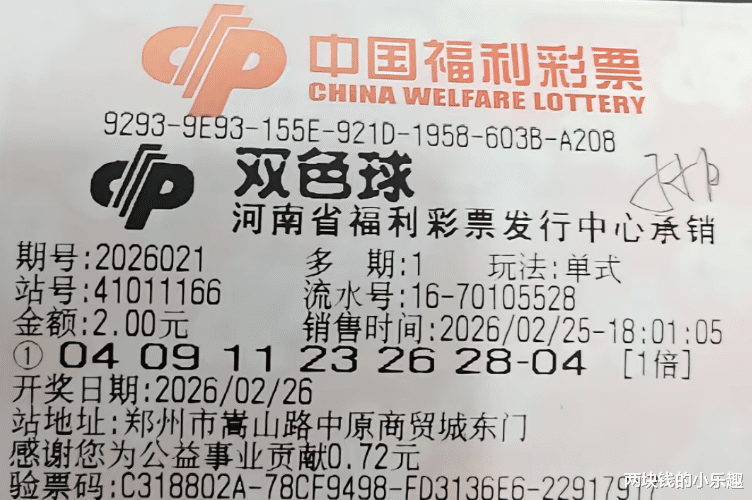 中国福利彩票
CHINA WELFARE LOTTERY
9293-9E93-155E-921D-1958-603B-A208
双色球
河南省福利彩票发行中心承销
期号:2026021 多 期:1 玩法:单式
站号:41011166 流水号:16-70105528
金额:2.00元 销售时间:2026/02/25-18:01:05
① 04 09 11 23 26 28-04 [1倍]
开奖日期:2026/02/26
站地址:郑州市嵩山路中原商贸城东门
感谢您为公益事业贡献0.72元
验票码:C318802A-78CF9498-FD3136E6-229179
两块钱的小乐趣